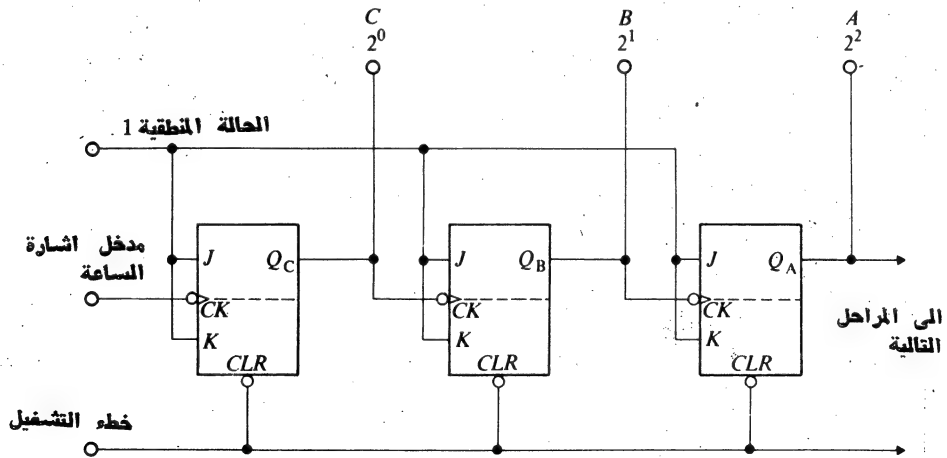 C
2^0
B
2^1
A
2^2
الحالة المنطقية 1
مدخل اشارة
الساعة
J
Q_C
CK
K
CLR
J
Q_B
CK
K
CLR
J
Q_A
CK
K
CLR
الى المراحل
التالية
خطء التشغيل